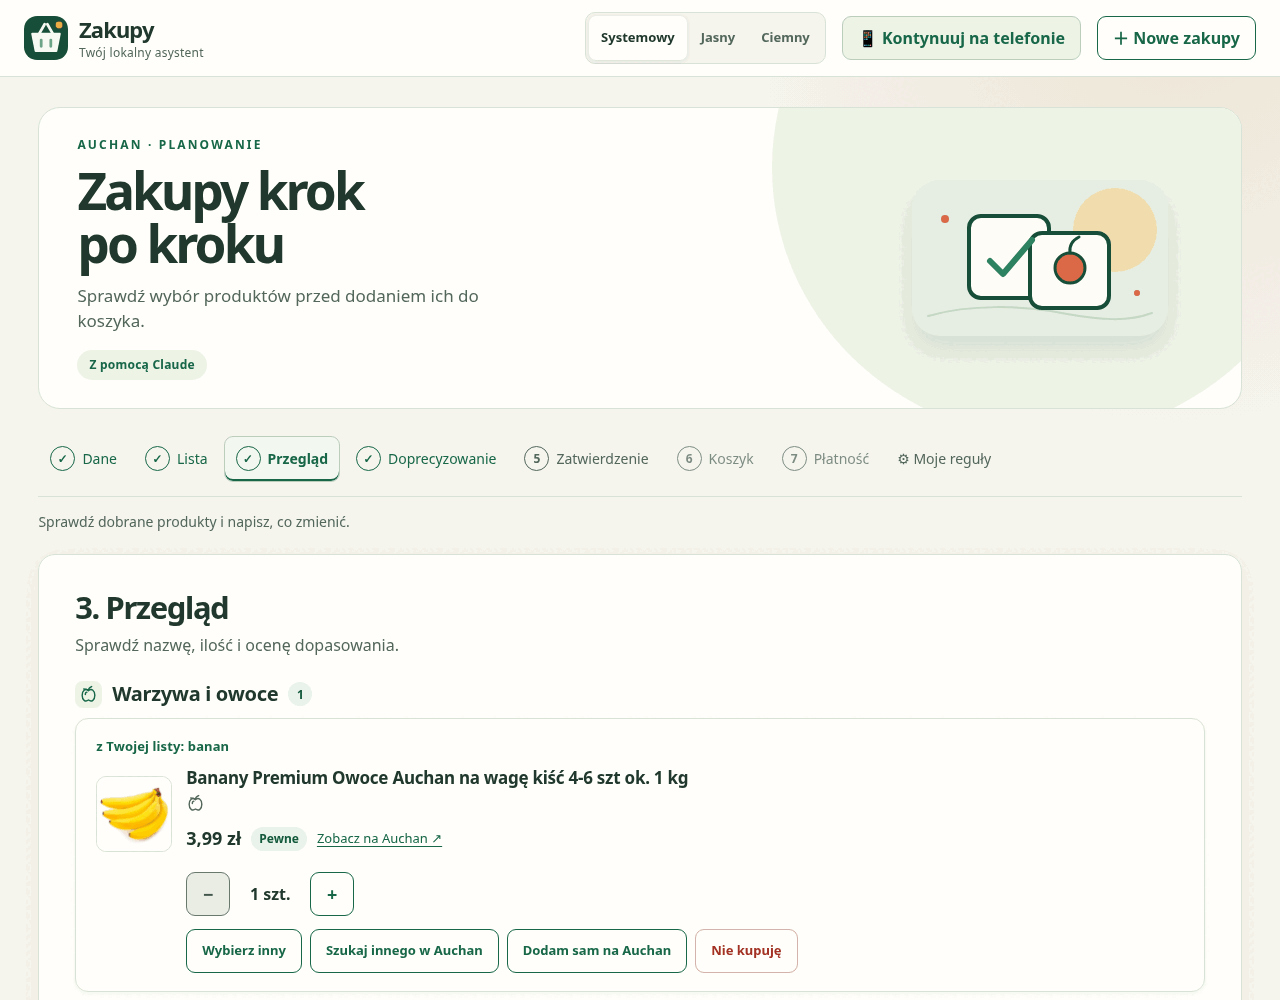 Zakupy
Twój lokalny asystent
Systemowy
Jasny
Ciemny
📱 Kontynuuj na telefonie
+ Nowe zakupy
AUCHAN · PLANOWANIE
Zakupy krok
po kroku
Sprawdź wybór produktów przed dodaniem ich do
koszyka.
Z pomocą Claude
✓ Dane
✓ Lista
✓ Przegląd
✓ Doprecyzowanie
5 Zatwierdzenie
6 Koszyk
7 Płatność
⚙ Moje reguły
Sprawdź dobrane produkty i napisz, co zmienić.
3. Przegląd
Sprawdź nazwę, ilość i ocenę dopasowania.
Warzywa i owoce 1
z Twojej listy: banan
Banany Premium Owoce Auchan na wagę kiść 4-6 szt ok. 1 kg
3,99 zł Pewne Zobacz na Auchan ↗
− 1 szt. +
Wybierz inny
Szukaj innego w Auchan
Dodam sam na Auchan
Nie kupuję